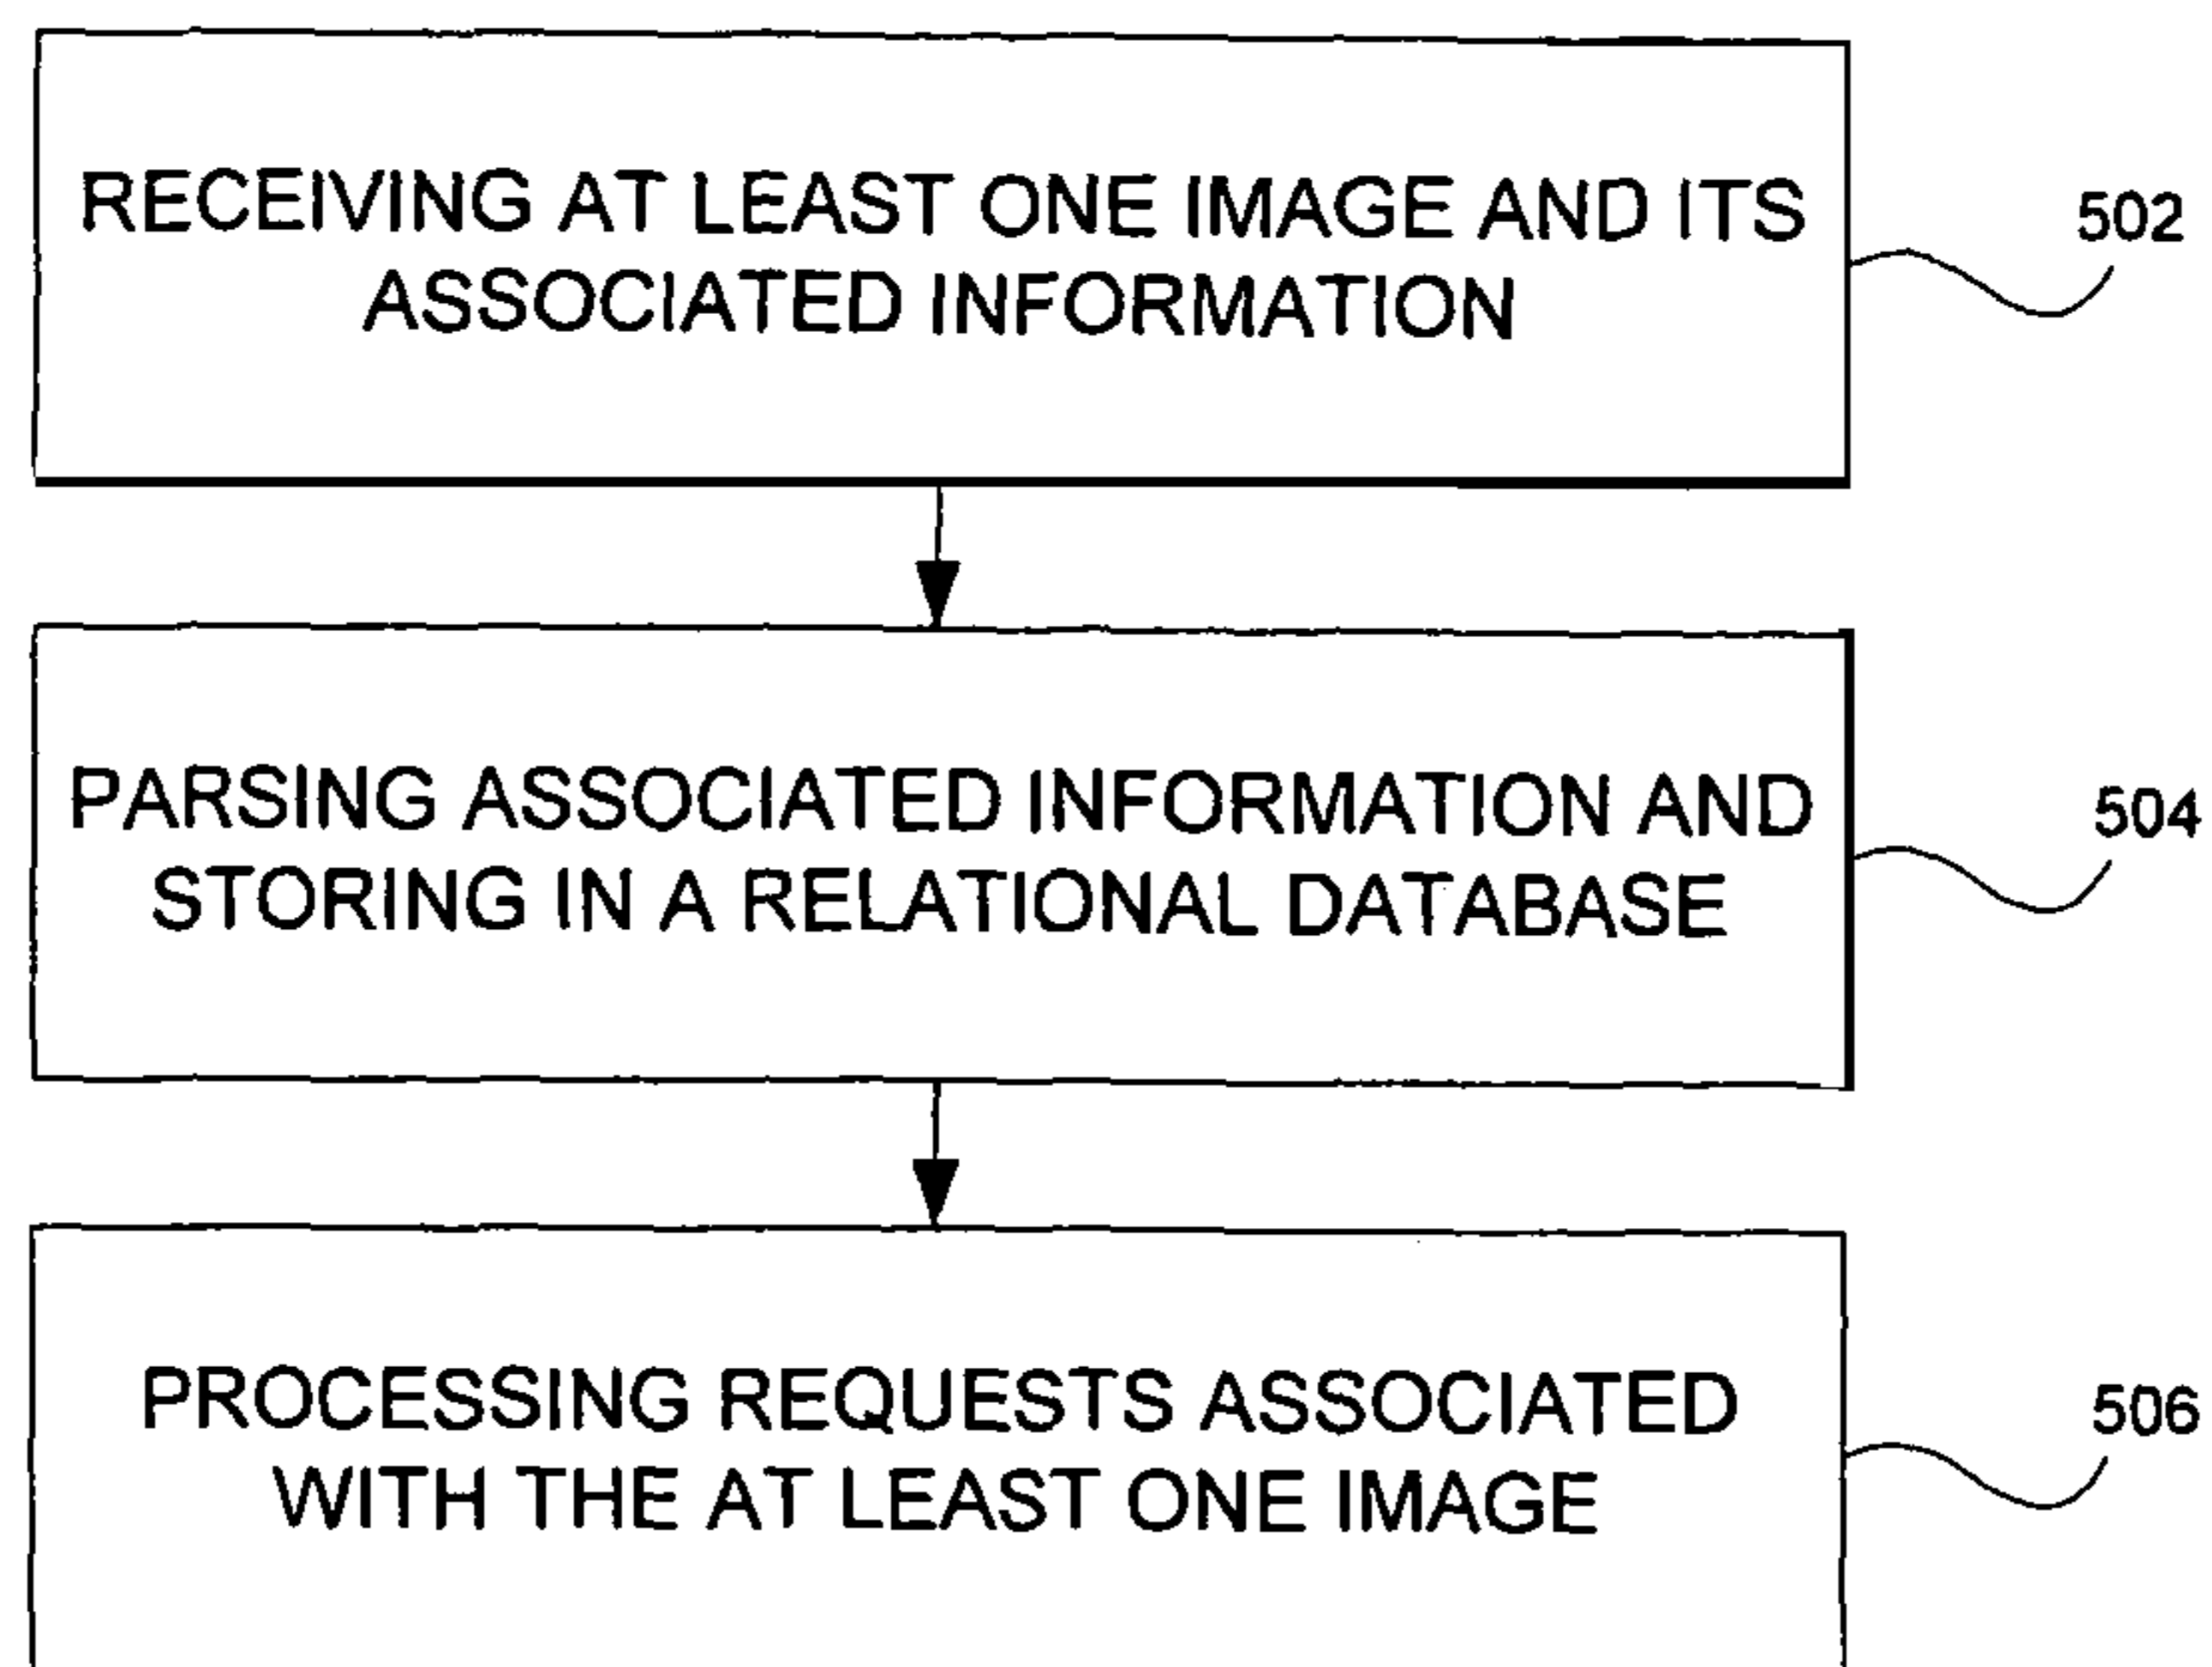 RECEIVING AT LEAST ONE IMAGE AND ITS
ASSOCIATED INFORMATION
502
PARSING ASSOCIATED INFORMATION AND
STORING IN A RELATIONAL DATABASE
504
PROCESSING REQUESTS ASSOCIATED
WITH THE AT LEAST ONE IMAGE
506